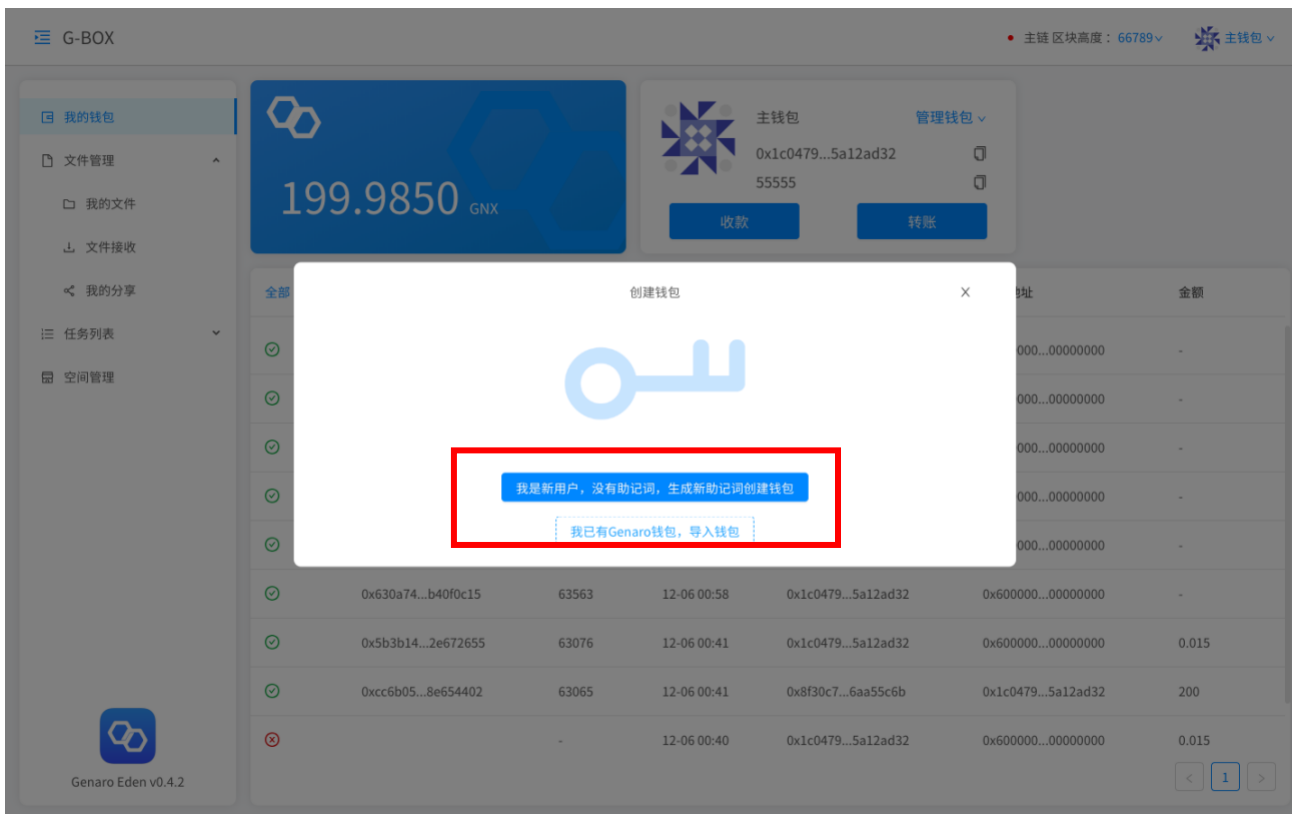 G-BOX
主链 区块高度： 66789
主钱包
我的钱包
文件管理
我的文件
文件接收
我的分享
任务列表
空间管理
Genaro Eden v0.4.2
199.9850 GNX
主钱包 管理钱包
0x1c0479...5a12ad32
55555
收款 转账
全部 地址 金额
创建钱包 X
我是新用户，没有助记词，生成新助记词创建钱包
我已有Genaro钱包，导入钱包
000...00000000 -
000...00000000 -
000...00000000 -
000...00000000 -
000...00000000 -
0x630a74...b40f0c15 63563 12-06 00:58 0x1c0479...5a12ad32 0x600000...00000000 -
0x5b3b14...2e672655 63076 12-06 00:41 0x1c0479...5a12ad32 0x600000...00000000 0.015
0xcc6b05...8e654402 63065 12-06 00:41 0x8f30c7...6aa55c6b 0x1c0479...5a12ad32 200
- 12-06 00:40 0x1c0479...5a12ad32 0x600000...00000000 0.015
< 1 >